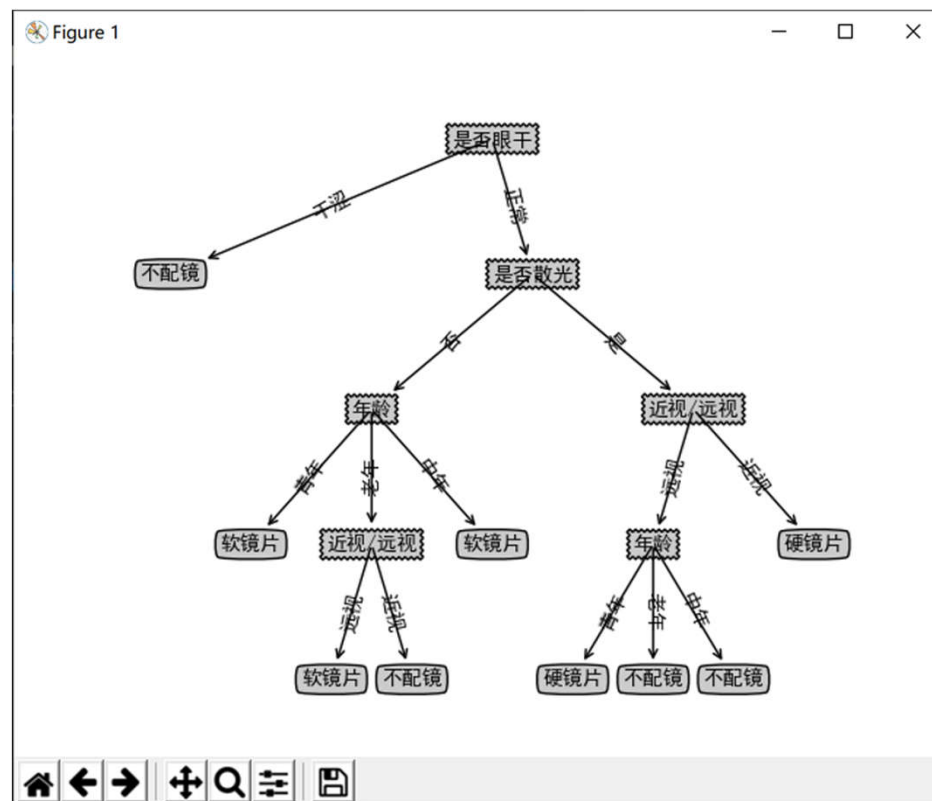 Figure 1
是否眼干
干涩
正常
不配镜
是否散光
否
是
年龄
近视/远视
青年
老年
中年
远视
近视
软镜片
近视/远视
软镜片
年龄
硬镜片
远视
近视
青年
老年
中年
软镜片
不配镜
硬镜片
不配镜
不配镜